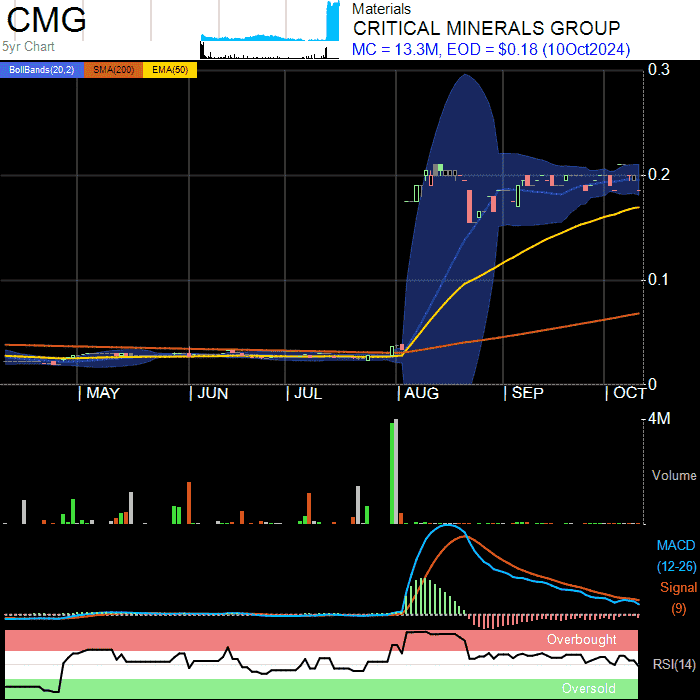 CMG
5yr Chart
Materials
CRITICAL MINERALS GROUP
MC = 13.3M, EOD = $0.18 (10Oct2024)
BollBands(20,2) SMA(200) EMA(50)
0.3
0.2
0.1
0
| MAY | JUN | JUL | AUG | SEP | OCT
4M
Volume
MACD
(12-26)
Signal
(9)
Overbought
RSI(14)
Oversold